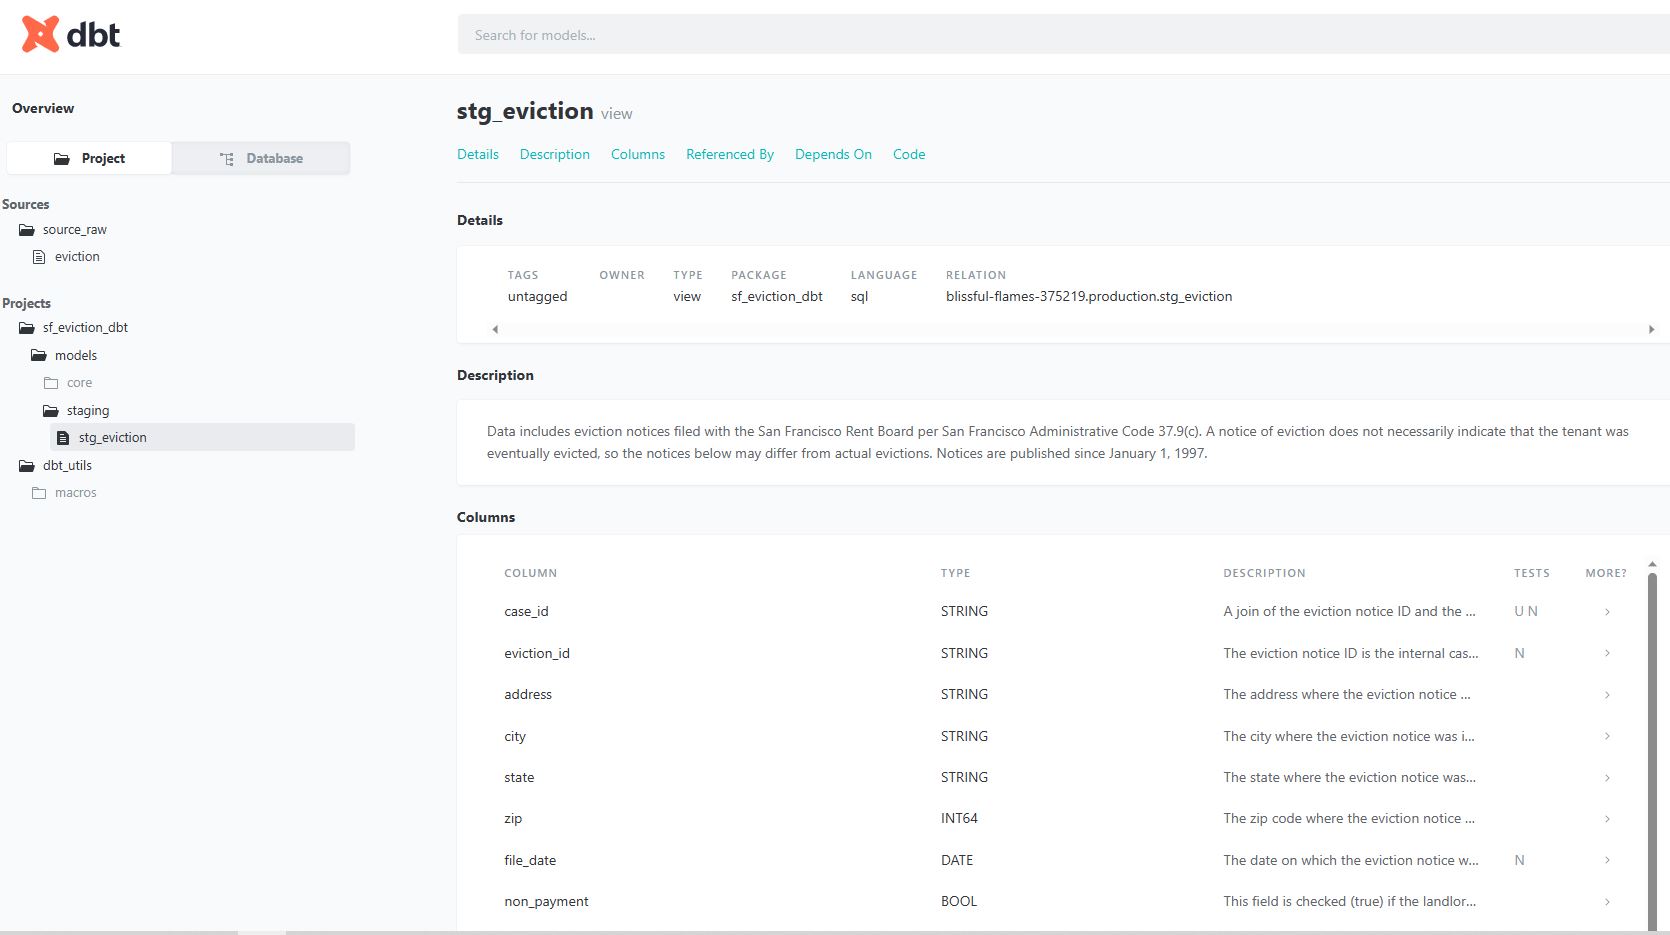 dbt
Search for models...
Overview
Project
Database
Sources
source_raw
eviction
Projects
sf_eviction_dbt
models
core
staging
stg_eviction
dbt_utils
macros
stg_eviction view
Details Description Columns Referenced By Depends On Code
Details
TAGS OWNER TYPE PACKAGE LANGUAGE RELATION
untagged view sf_eviction_dbt sql blissful-flames-375219.production.stg_eviction
Description
Data includes eviction notices filed with the San Francisco Rent Board per San Francisco Administrative Code 37.9(c). A notice of eviction does not necessarily indicate that the tenant was
eventually evicted, so the notices below may differ from actual evictions. Notices are published since January 1, 1997.
Columns
COLUMN TYPE DESCRIPTION TESTS MORE?
case_id STRING A join of the eviction notice ID and the ... U N
eviction_id STRING The eviction notice ID is the internal cas... N
address STRING The address where the eviction notice ...
city STRING The city where the eviction notice was i...
state STRING The state where the eviction notice was...
zip INT64 The zip code where the eviction notice ...
file_date DATE The date on which the eviction notice w... N
non_payment BOOL This field is checked (true) if the landlor...